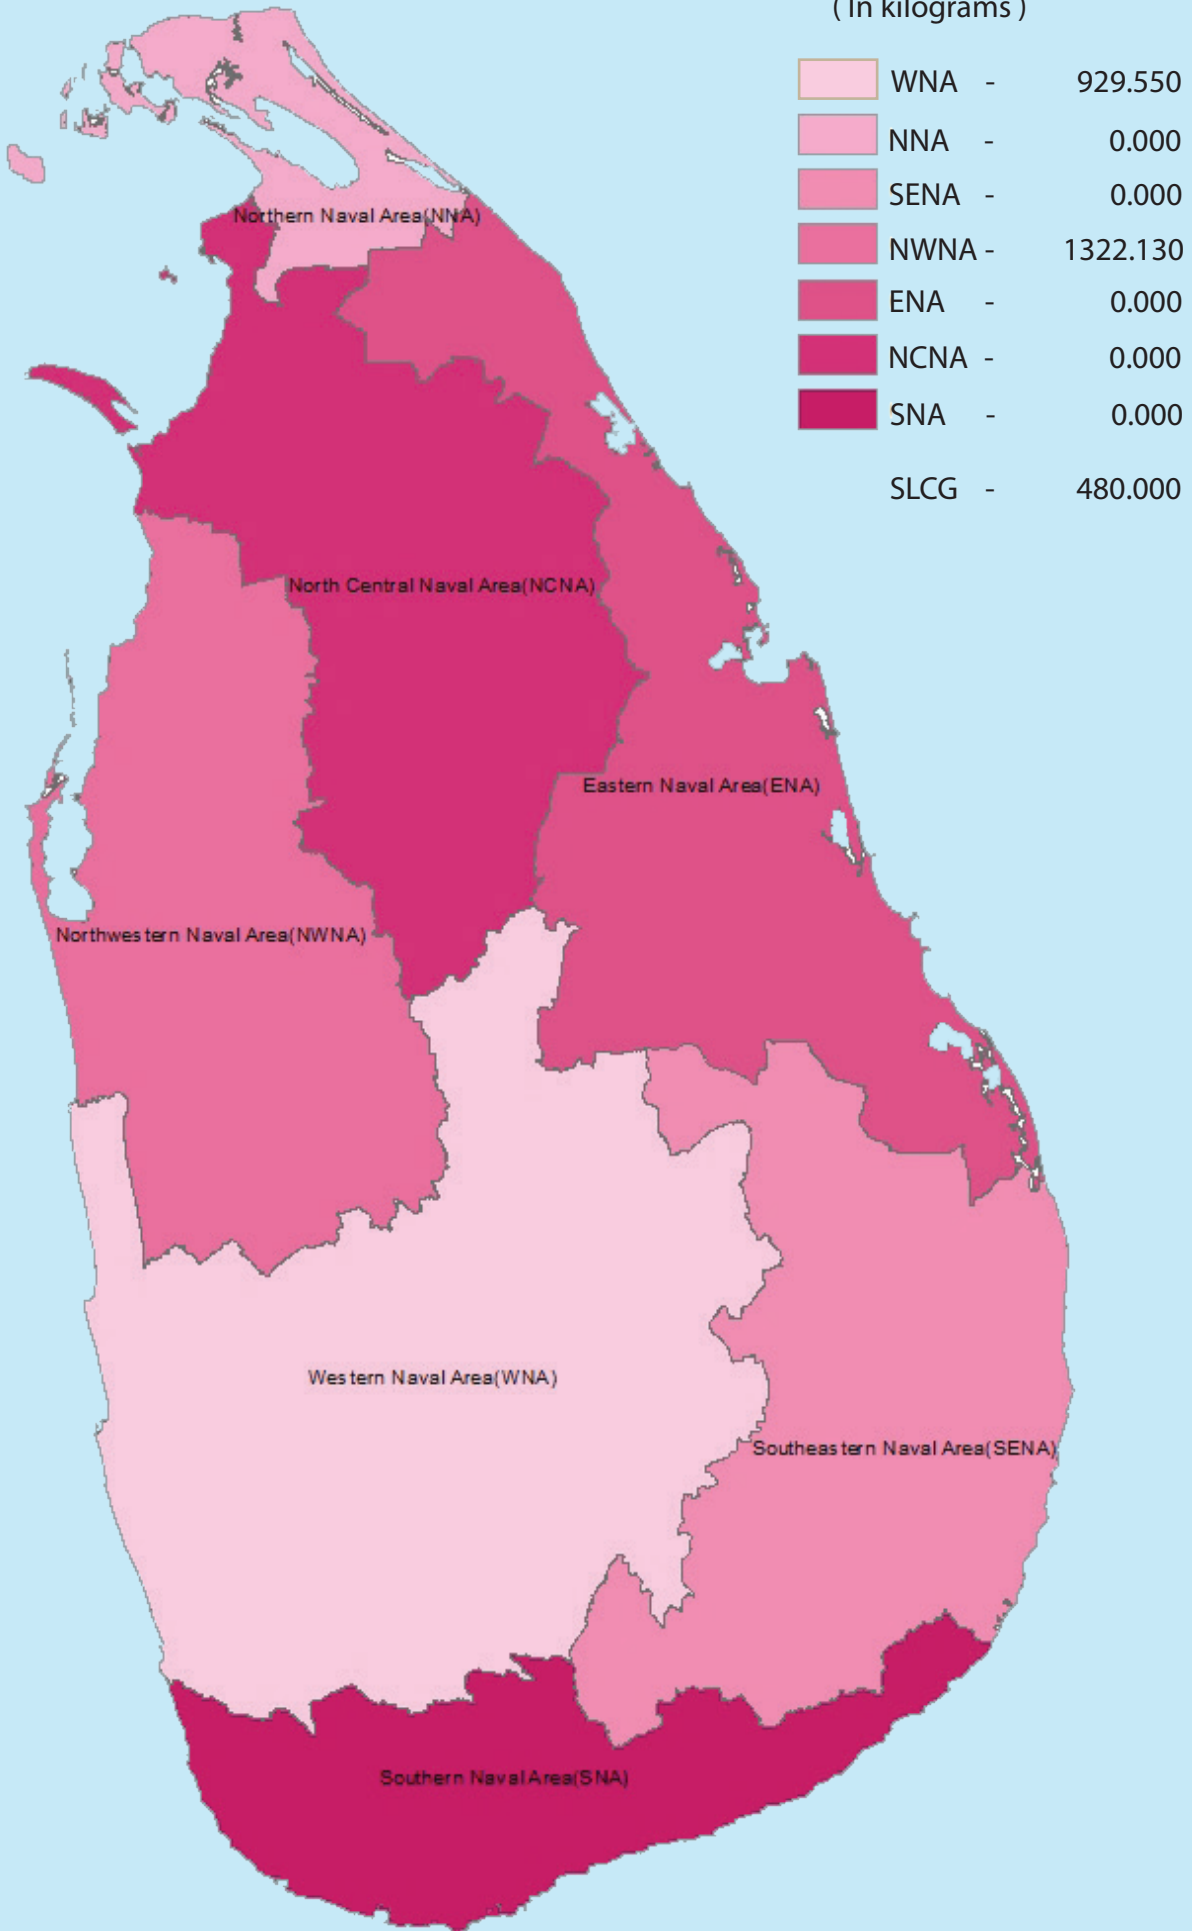 ( In kilograms )
WNA - 929.550
NNA - 0.000
SENA - 0.000
NWNA - 1322.130
ENA - 0.000
NCNA - 0.000
SNA - 0.000
SLCG - 480.000
Northern Naval Area(NNA)
North Central Naval Area(NCNA)
Eastern Naval Area(ENA)
Northwestern Naval Area(NWNA)
Western Naval Area(WNA)
Southeastern Naval Area(SENA)
Southern Naval Area(SNA)